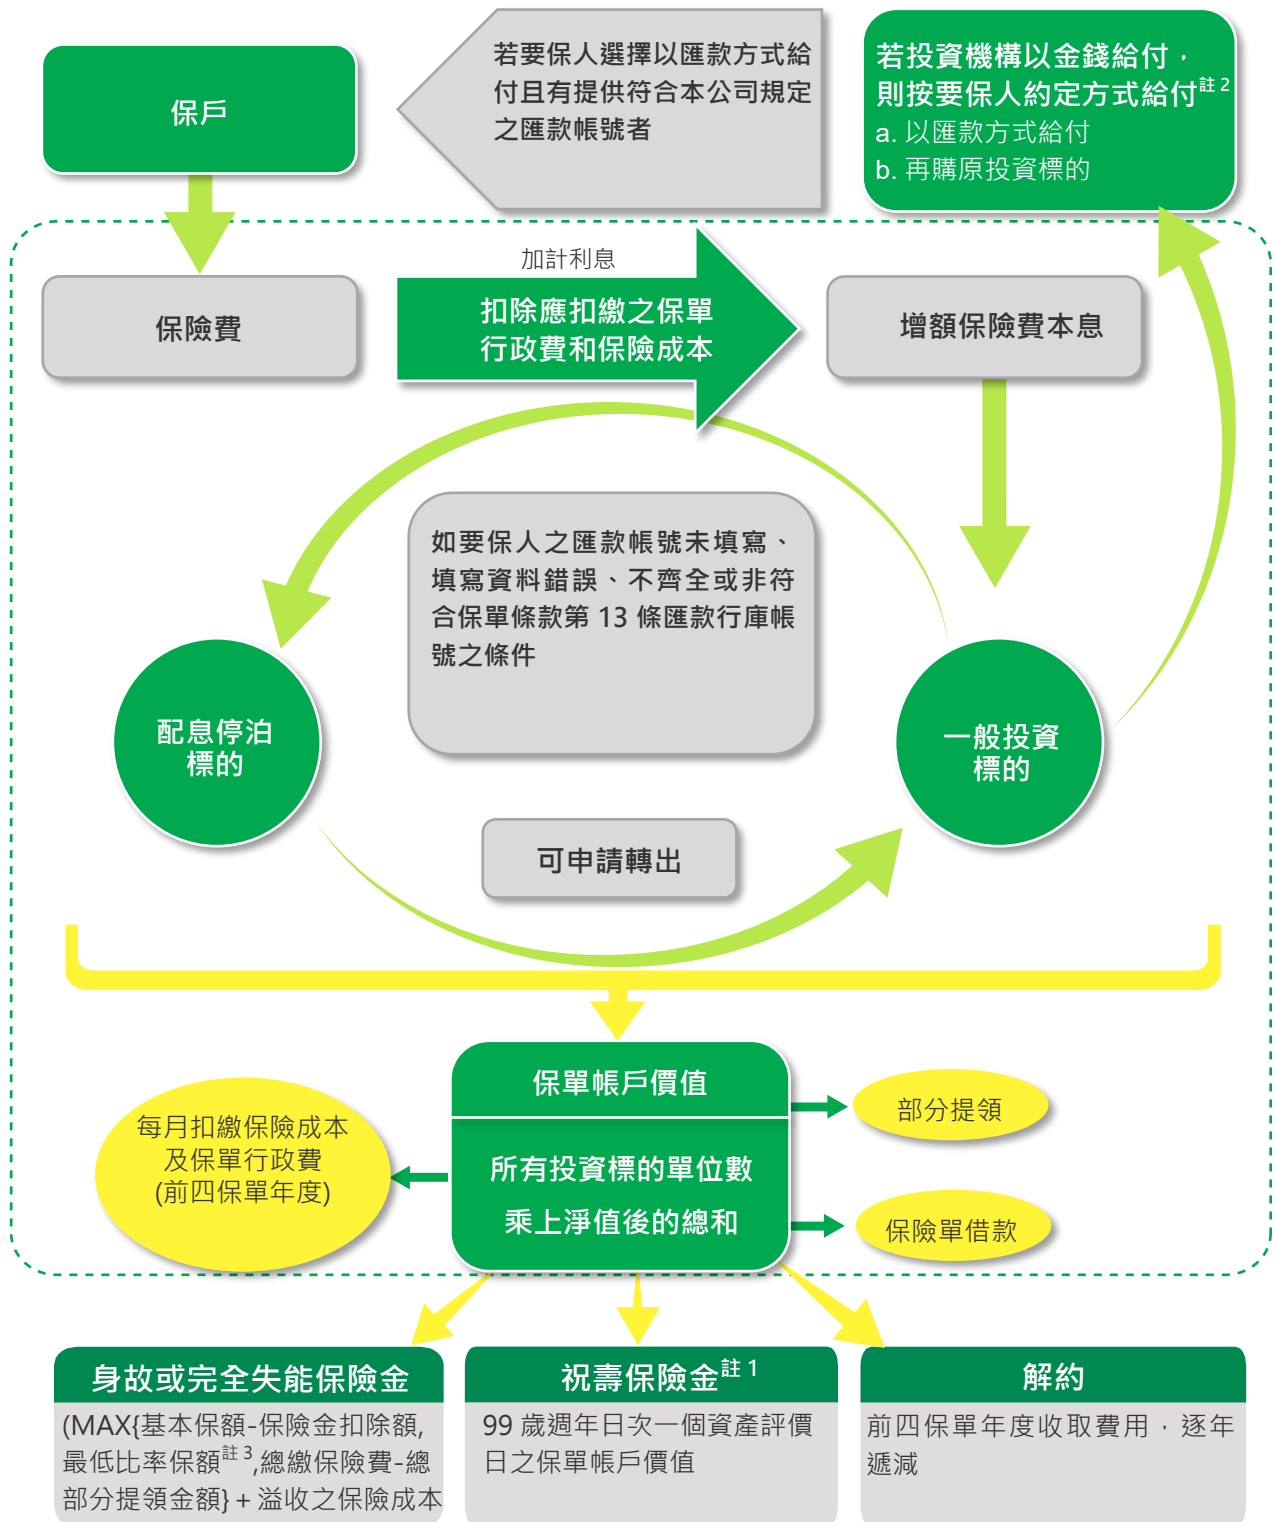 保戶
若要保人選擇以匯款方式給
付且有提供符合本公司規定
之匯款帳號者
若投資機構以金錢給付，
則按要保人約定方式給付註 2
a. 以匯款方式給付
b. 再購原投資標的
保險費
加計利息
扣除應扣繳之保單
行政費和保險成本
增額保險費本息
如要保人之匯款帳號未填寫、
填寫資料錯誤、不齊全或非符
合保單條款第 13 條匯款行庫帳
號之條件
配息停泊
標的
一般投資
標的
可申請轉出
保單帳戶價值
所有投資標的單位數
乘上淨值後的總和
每月扣繳保險成本
及保單行政費
(前四保單年度)
部分提領
保險單借款
身故或完全失能保險金
(MAX{基本保額-保險金扣除額,
最低比率保額註 3,總繳保險費-總
部分提領金額} + 溢收之保險成本
祝壽保險金註 1
99 歲週年日次一個資產評價
日之保單帳戶價值
解約
前四保單年度收取費用，逐年
遞減